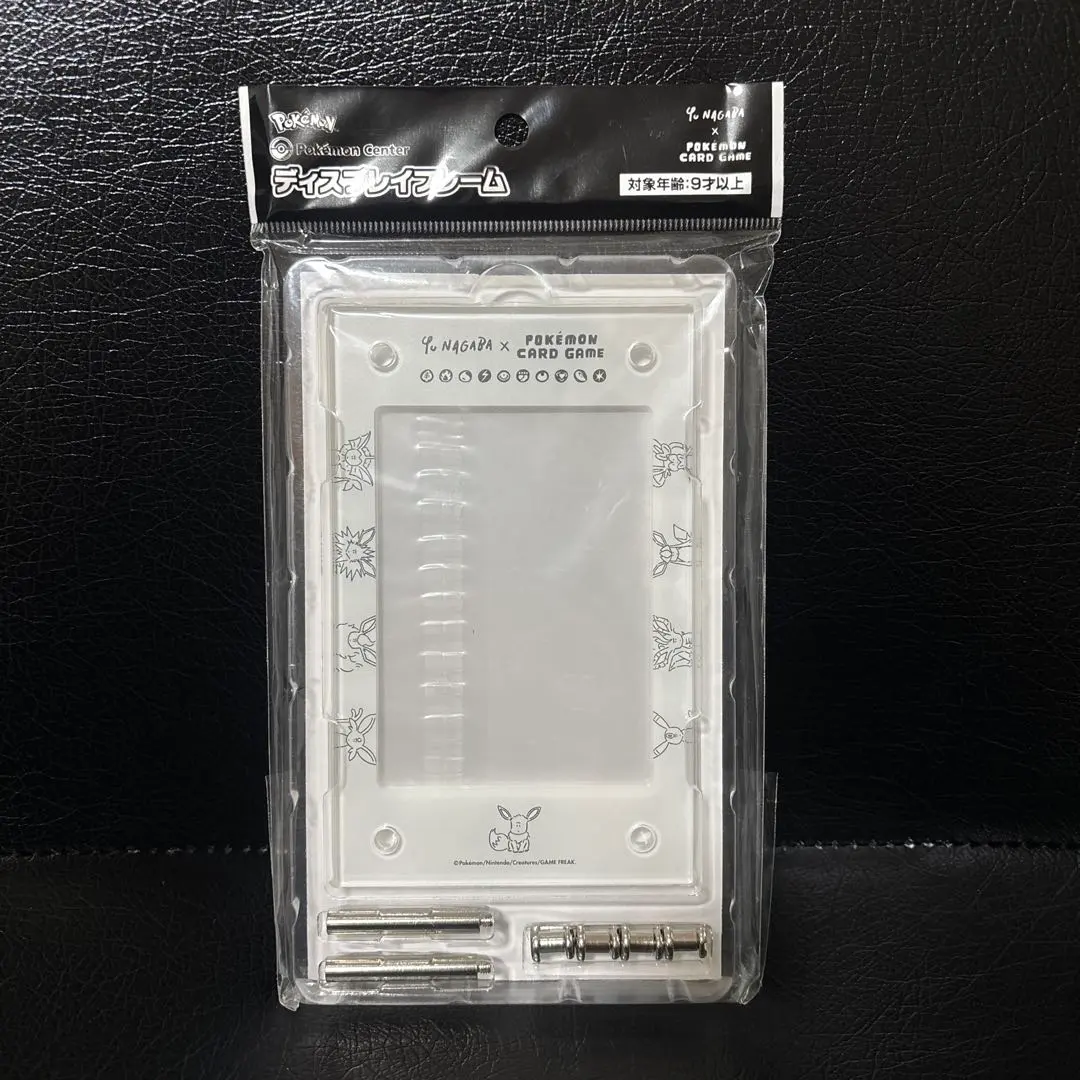 Pokémon
Pokémon Center
ディスプレイフレーム
Yu NAGABA
×
POKÉMON
CARD GAME
対象年齢:9才以上
Yu NAGABA × POKÉMON
CARD GAME
©Pokémon/Nintendo/Creatures/GAME FREAK.